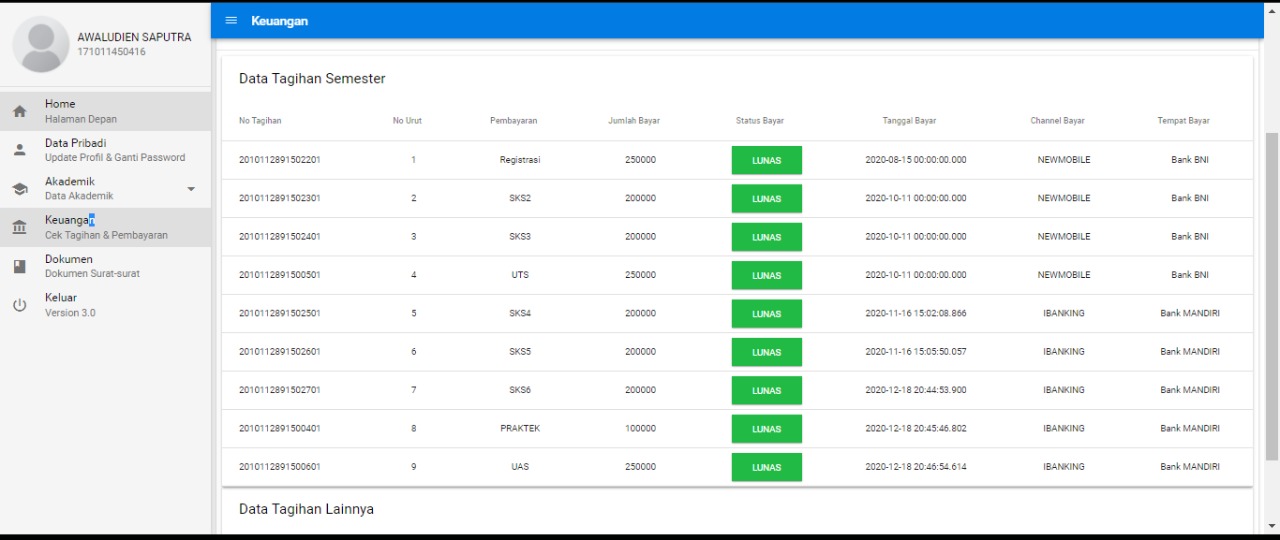 AWALUDIEN SAPUTRA
171011450416
Home
Halaman Depan
Data Pribadi
Update Profil & Ganti Password
Akademik
Data Akademik
Keuangan
Cek Tagihan & Pembayaran
Dokumen
Dokumen Surat-surat
Keluar
Version 3.0
Keuangan
Data Tagihan Semester
No Tagihan No Urut Pembayaran Jumlah Bayar Status Bayar Tanggal Bayar Channel Bayar Tempat Bayar
2010112891502201 1 Registrasi 250000 LUNAS 2020-08-15 00:00:00.000 NEWMOBILE Bank BNI
2010112891502301 2 SKS2 200000 LUNAS 2020-10-11 00:00:00.000 NEWMOBILE Bank BNI
2010112891502401 3 SKS3 200000 LUNAS 2020-10-11 00:00:00.000 NEWMOBILE Bank BNI
2010112891500501 4 UTS 250000 LUNAS 2020-10-11 00:00:00.000 NEWMOBILE Bank BNI
2010112891502501 5 SKS4 200000 LUNAS 2020-11-16 15:02:08.866 IBANKING Bank MANDIRI
2010112891502601 6 SKS5 200000 LUNAS 2020-11-16 15:05:50.057 IBANKING Bank MANDIRI
2010112891502701 7 SKS6 200000 LUNAS 2020-12-18 20:44:53.900 IBANKING Bank MANDIRI
2010112891500401 8 PRAKTEK 100000 LUNAS 2020-12-18 20:45:46.802 IBANKING Bank MANDIRI
2010112891500601 9 UAS 250000 LUNAS 2020-12-18 20:46:54.614 IBANKING Bank MANDIRI
Data Tagihan Lainnya